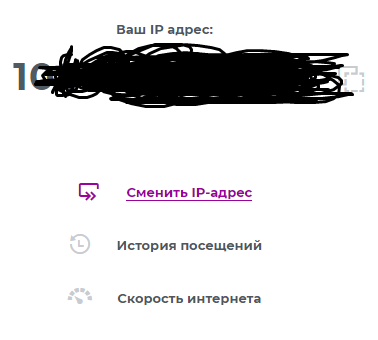 Ваш IP адрес:
Сменить IP-адрес
История посещений
Скорость интернета